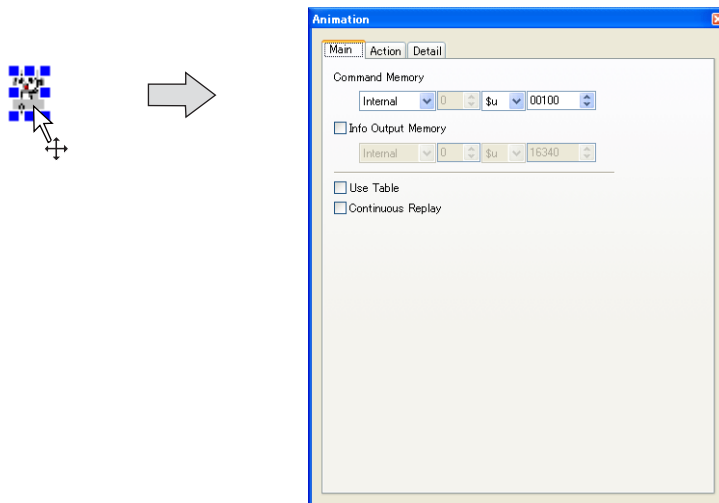 Animation
Main Action Detail
Command Memory
Internal 0 $u 00100
Info Output Memory
Internal 0 $u 16340
Use Table
Continuous Replay